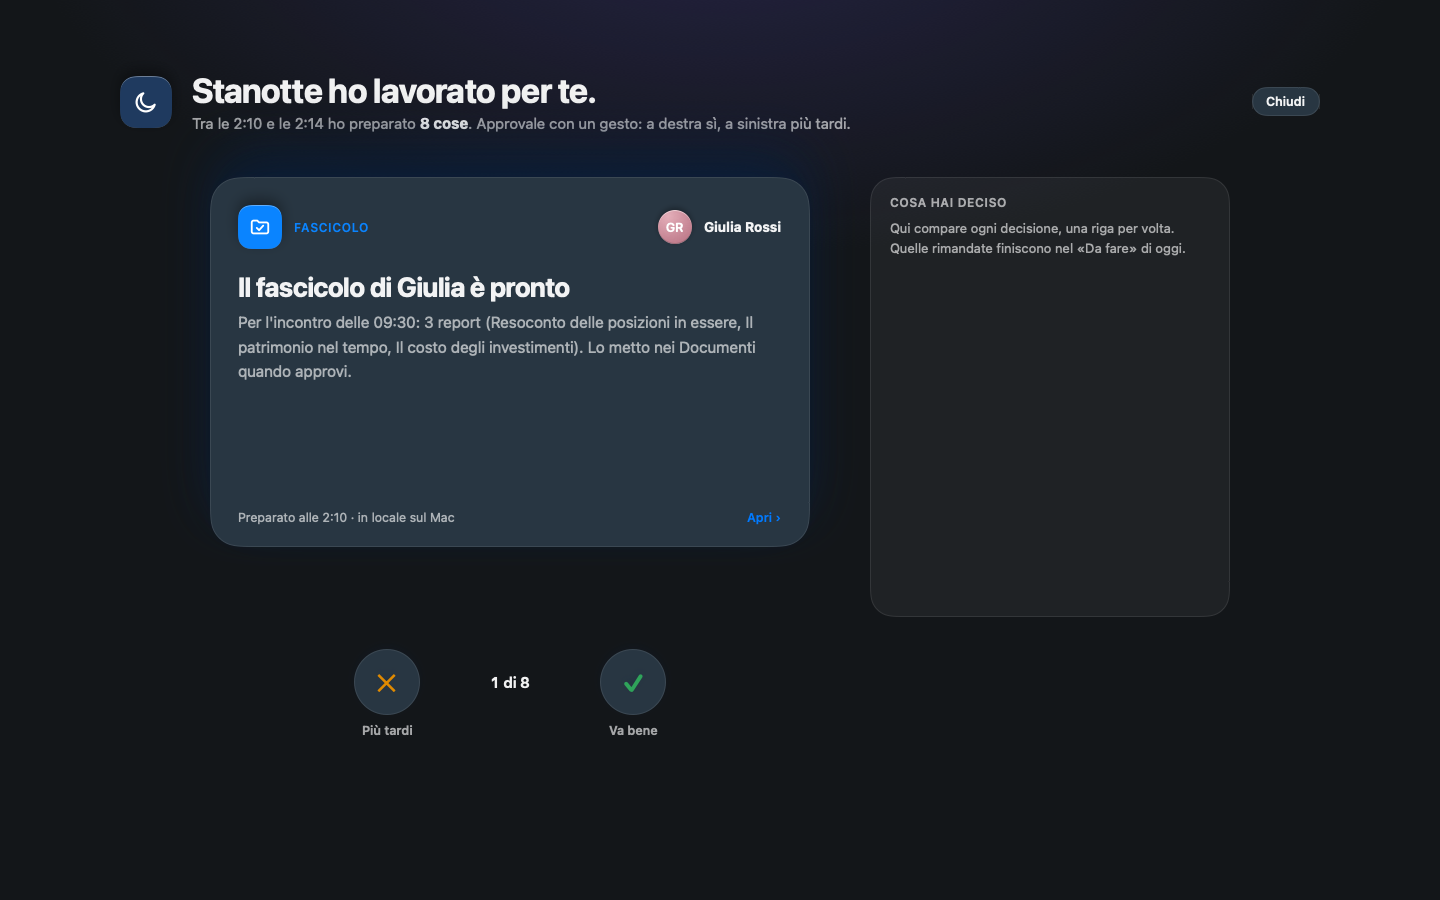 Stanotte ho lavorato per te.
Tra le 2:10 e le 2:14 ho preparato 8 cose. Approvale con un gesto: a destra sì, a sinistra più tardi.
Chiudi
FASCICOLO
GR
Giulia Rossi
Il fascicolo di Giulia è pronto
Per l'incontro delle 09:30: 3 report (Resoconto delle posizioni in essere, Il
patrimonio nel tempo, Il costo degli investimenti). Lo metto nei Documenti
quando approvi.
Preparato alle 2:10 · in locale sul Mac
Apri ›
COSA HAI DECISO
Qui compare ogni decisione, una riga per volta.
Quelle rimandate finiscono nel «Da fare» di oggi.
1 di 8
Più tardi
Va bene